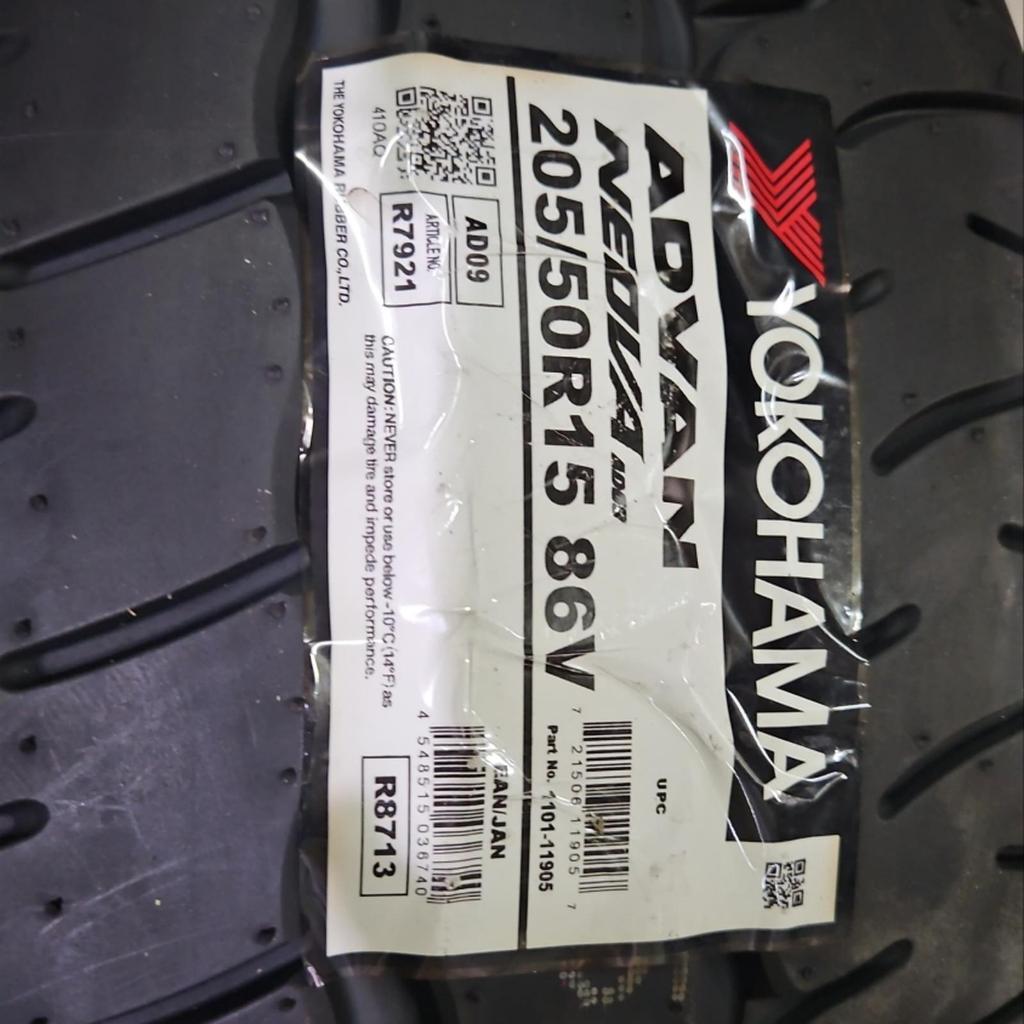 YOKOHAMA
ADVAN
NEOVA AD09
205/50R15 86V
UPC
7 21506 11905 7
Part No. 1101-11905
AD09
ARTICLE NO.
R7921
EAN/JAN
4 548515 036740
R8713
CAUTION:NEVER store or use below -10°C(14°F) as
this may damage tire and impede performance.
410AQ
THE YOKOHAMA RUBBER CO., LTD.